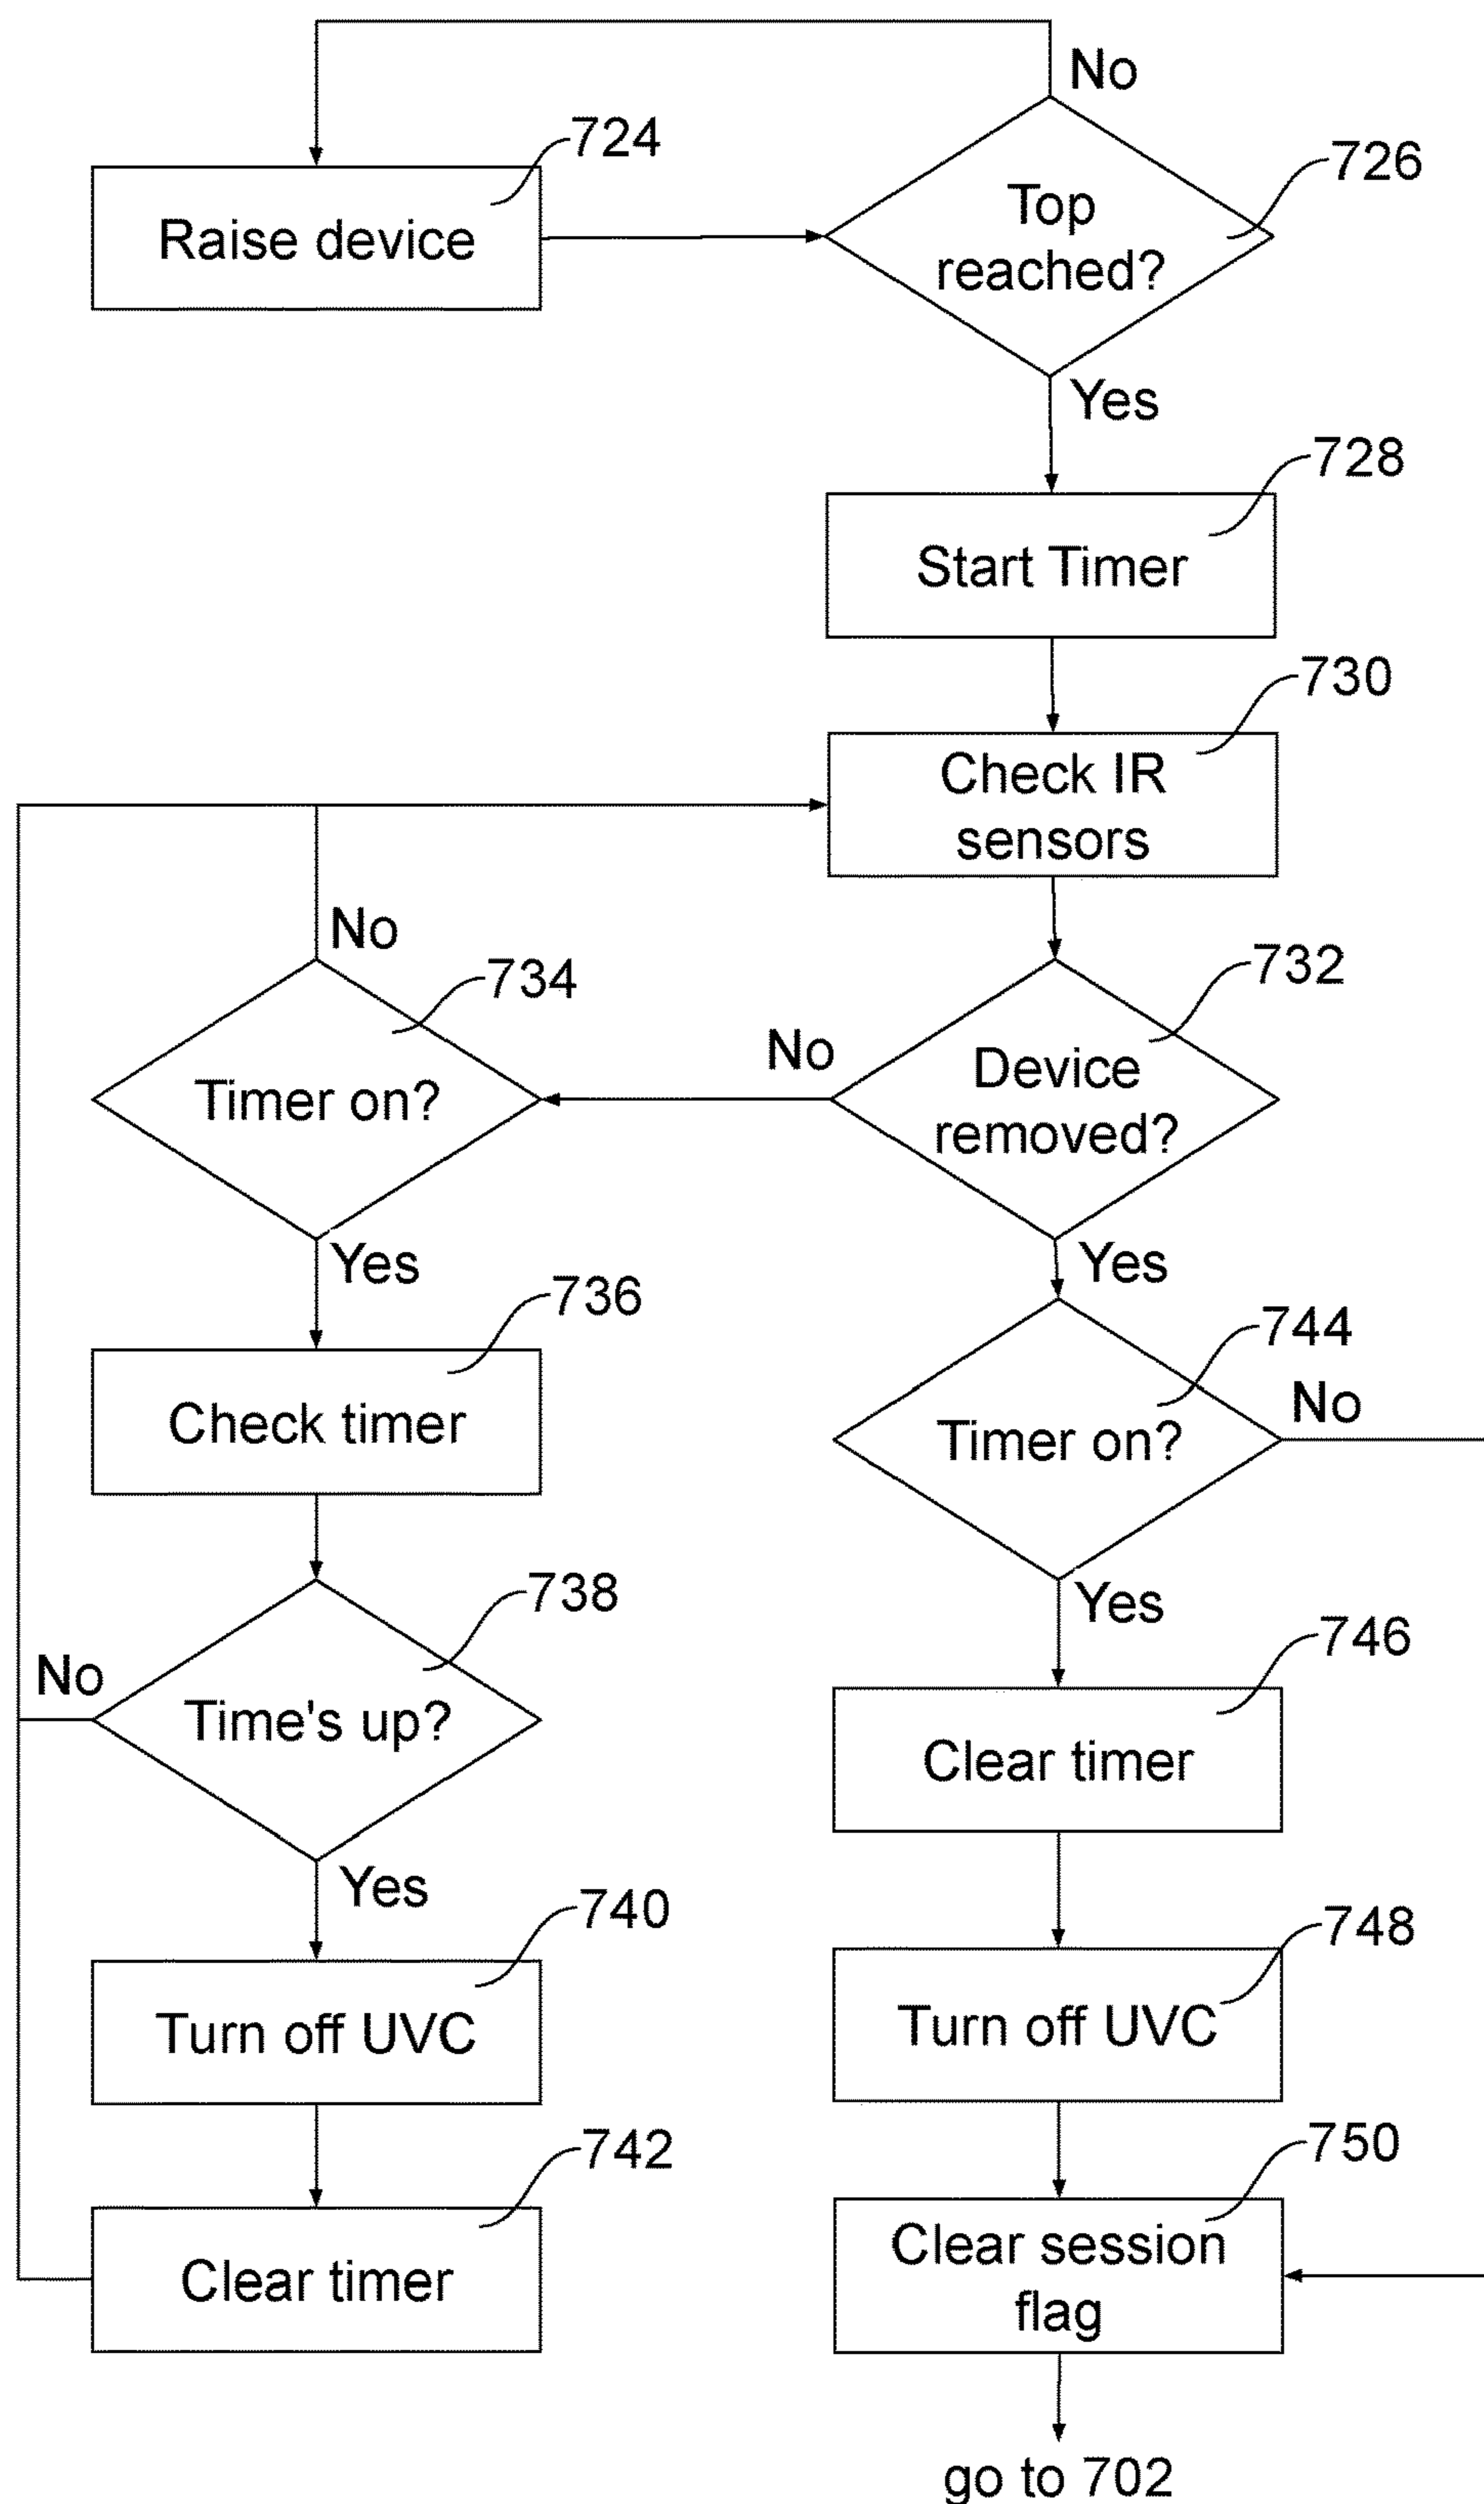 No
724
726
Raise device
Top
reached?
Yes
728
Start Timer
730
Check IR
sensors
No
734
732
No
Timer on?
Device
removed?
Yes
Yes
736
744
Check timer
No
Timer on?
738
Yes
746
No
Time's up?
Clear timer
Yes
740
748
Turn off UVC
Turn off UVC
742
750
Clear timer
Clear session
flag
go to 702